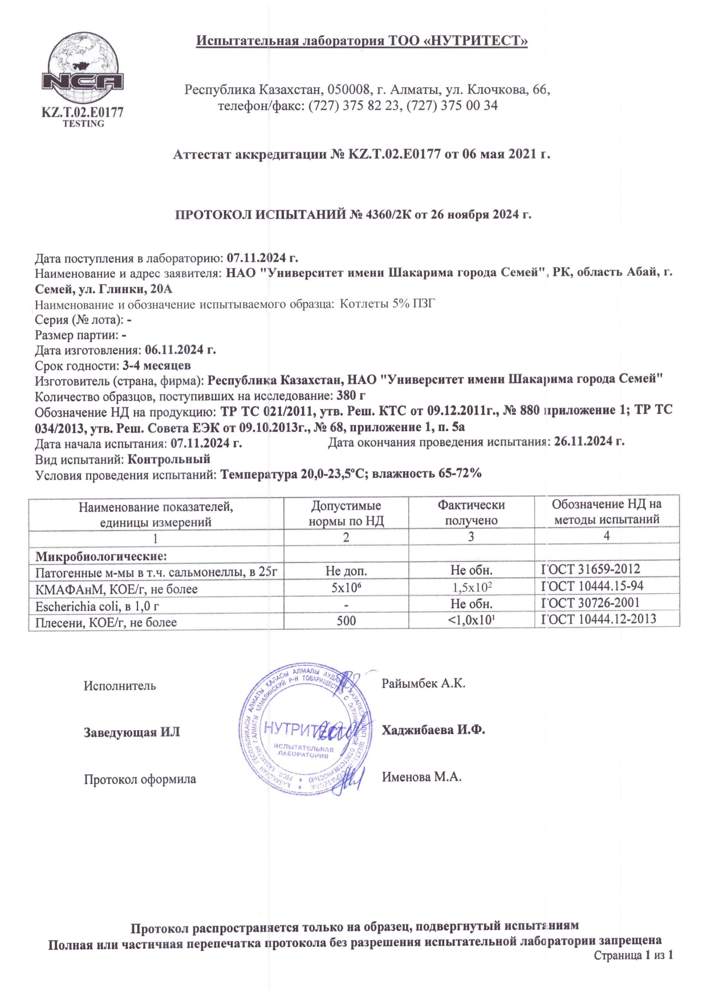 Испытательная лаборатория ТОО «НУТРИТЕСТ»
NCA
KZ.T.02.E0177
TESTING
Республика Казахстан, 050008, г. Алматы, ул. Клочкова, 66,
телефон/факс: (727) 375 82 23, (727) 375 00 34
Аттестат аккредитации № KZ.T.02.E0177 от 06 мая 2021 г.
ПРОТОКОЛ ИСПЫТАНИЙ № 4360/2К от 26 ноября 2024 г.
Дата поступления в лабораторию: 07.11.2024 г.
Наименование и адрес заявителя: НАО "Университет имени Шакарима города Семей", РК, область Абай, г.
Семей, ул. Глинки, 20А
Наименование и обозначение испытываемого образца: Котлеты 5% ПЗГ
Серия (№ лота): -
Размер партии: -
Дата изготовления: 06.11.2024 г.
Срок годности: 3-4 месяцев
Изготовитель (страна, фирма): Республика Казахстан, НАО "Университет имени Шакарима города Семей"
Количество образцов, поступивших на исследование: 380 г
Обозначение НД на продукцию: ТР ТС 021/2011, утв. Реш. КТС от 09.12.2011г., № 880 приложение 1; ТР ТС
034/2013, утв. Реш. Совета ЕЭК от 09.10.2013г., № 68, приложение 1, п. 5а
Дата начала испытания: 07.11.2024 г. Дата окончания проведения испытания: 26.11.2024 г.
Вид испытаний: Контрольный
Условия проведения испытаний: Температура 20,0-23,5ºС; влажность 65-72%
Наименование показателей, единицы измерений | Допустимые нормы по НД | Фактически получено | Обозначение НД на методы испытаний
1 | 2 | 3 | 4
Микробиологические:
Патогенные м-мы в т.ч. сальмонеллы, в 25г | Не доп. | Не обн. | ГОСТ 31659-2012
КМАФАнМ, КОЕ/г, не более | 5х10⁶ | 1,5х10² | ГОСТ 10444.15-94
Escherichia coli, в 1,0 г | - | Не обн. | ГОСТ 30726-2001
Плесени, КОЕ/г, не более | 500 | <1,0х10¹ | ГОСТ 10444.12-2013
Исполнитель Райымбек А.К.
Заведующая ИЛ Хаджибаева И.Ф.
Протокол оформила Именова М.А.
НУТРИТЕСТ
ИСПЫТАТЕЛЬНАЯ
ЛАБОРАТОРИЯ
Протокол распространяется только на образец, подвергнутый испытаниям
Полная или частичная перепечатка протокола без разрешения испытательной лаборатории запрещена
Страница 1 из 1